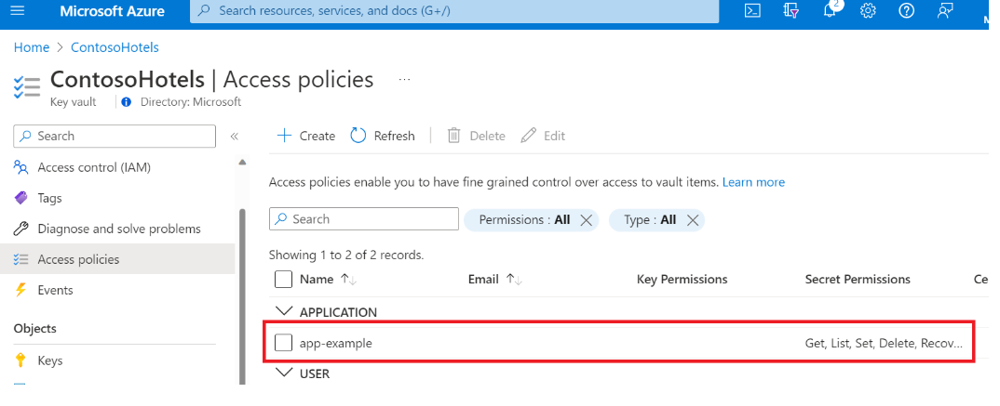 Microsoft Azure
Search resources, services, and docs (G+/)
2
Home > ContosoHotels
ContosoHotels | Access policies ...
Key vault
Directory: Microsoft
Search
«
Create
Refresh
Delete
Edit
Access control (IAM)
Tags
Diagnose and solve problems
Access policies
Events
Objects
Keys
Access policies enable you to have fine grained control over access to vault items. Learn more
Search
Permissions : All
Type : All
Showing 1 to 2 of 2 records.
Name ↑↓ Email ↑↓ Key Permissions Secret Permissions Ce
APPLICATION
app-example Get, List, Set, Delete, Recov...
USER